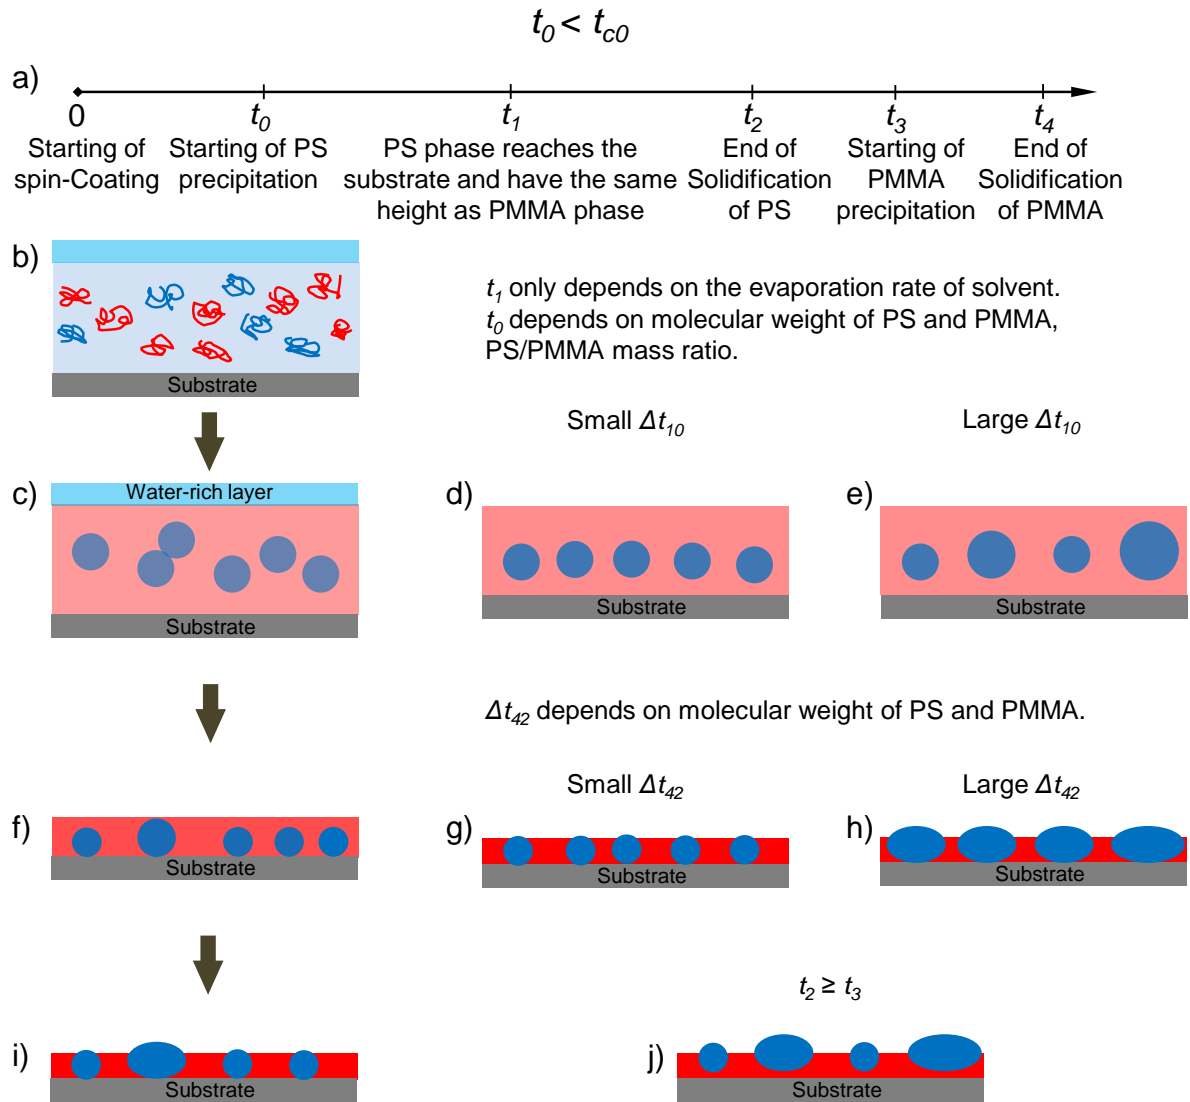 t0 < tc0
a)
0
t0
t1
t2
t3
t4
Starting of
spin-Coating
Starting of PS
precipitation
PS phase reaches the
substrate and have the same
height as PMMA phase
End of
Solidification
of PS
Starting of
PMMA
precipitation
End of
Solidification
of PMMA
b)
Substrate
t1 only depends on the evaporation rate of solvent.
t0 depends on molecular weight of PS and PMMA,
PS/PMMA mass ratio.
Small Δt10
Large Δt10
c)
Water-rich layer
Substrate
d)
Substrate
e)
Substrate
Δt42 depends on molecular weight of PS and PMMA.
Small Δt42
Large Δt42
f)
Substrate
g)
Substrate
h)
Substrate
t2 ≥ t3
i)
Substrate
j)
Substrate